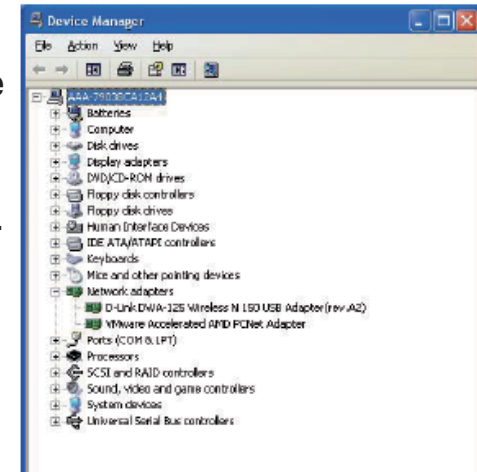 Device Manager
File Action View Help
Batteries
Computer
Disk drives
Display adapters
DVD/CD-ROM drives
Floppy disk controllers
Floppy disk drives
Human Interface Devices
IDE ATA/ATAPI controllers
Keyboards
Mice and other pointing devices
Network adapters
D-Link DWA-125 Wireless N 150 USB Adapter(rev.A2)
VMware Accelerated AMD PCNet Adapter
Ports (COM & LPT)
Processors
SCSI and RAID controllers
Sound, video and game controllers
System devices
Universal Serial Bus controllers